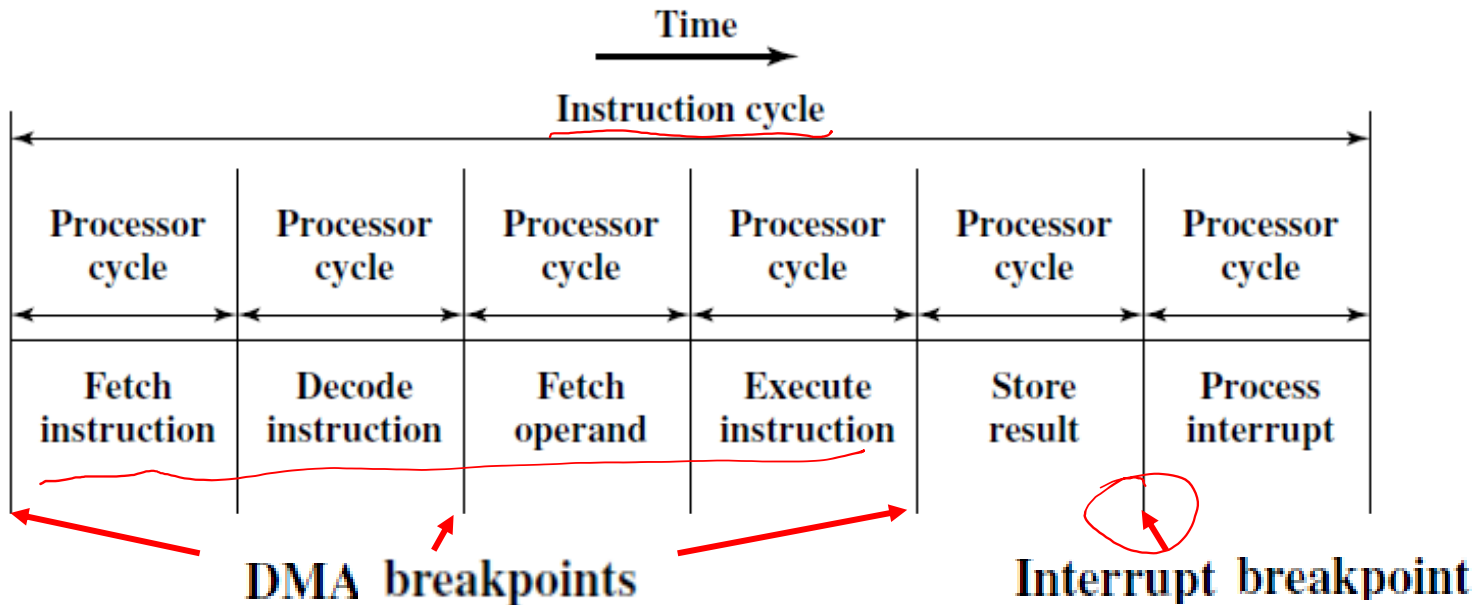 Time
Instruction cycle
Processor Processor Processor Processor Processor Processor
cycle cycle cycle cycle cycle cycle
Fetch Decode Fetch Execute Store Process
instruction instruction operand instruction result interrupt
DMA breakpoints Interrupt breakpoint